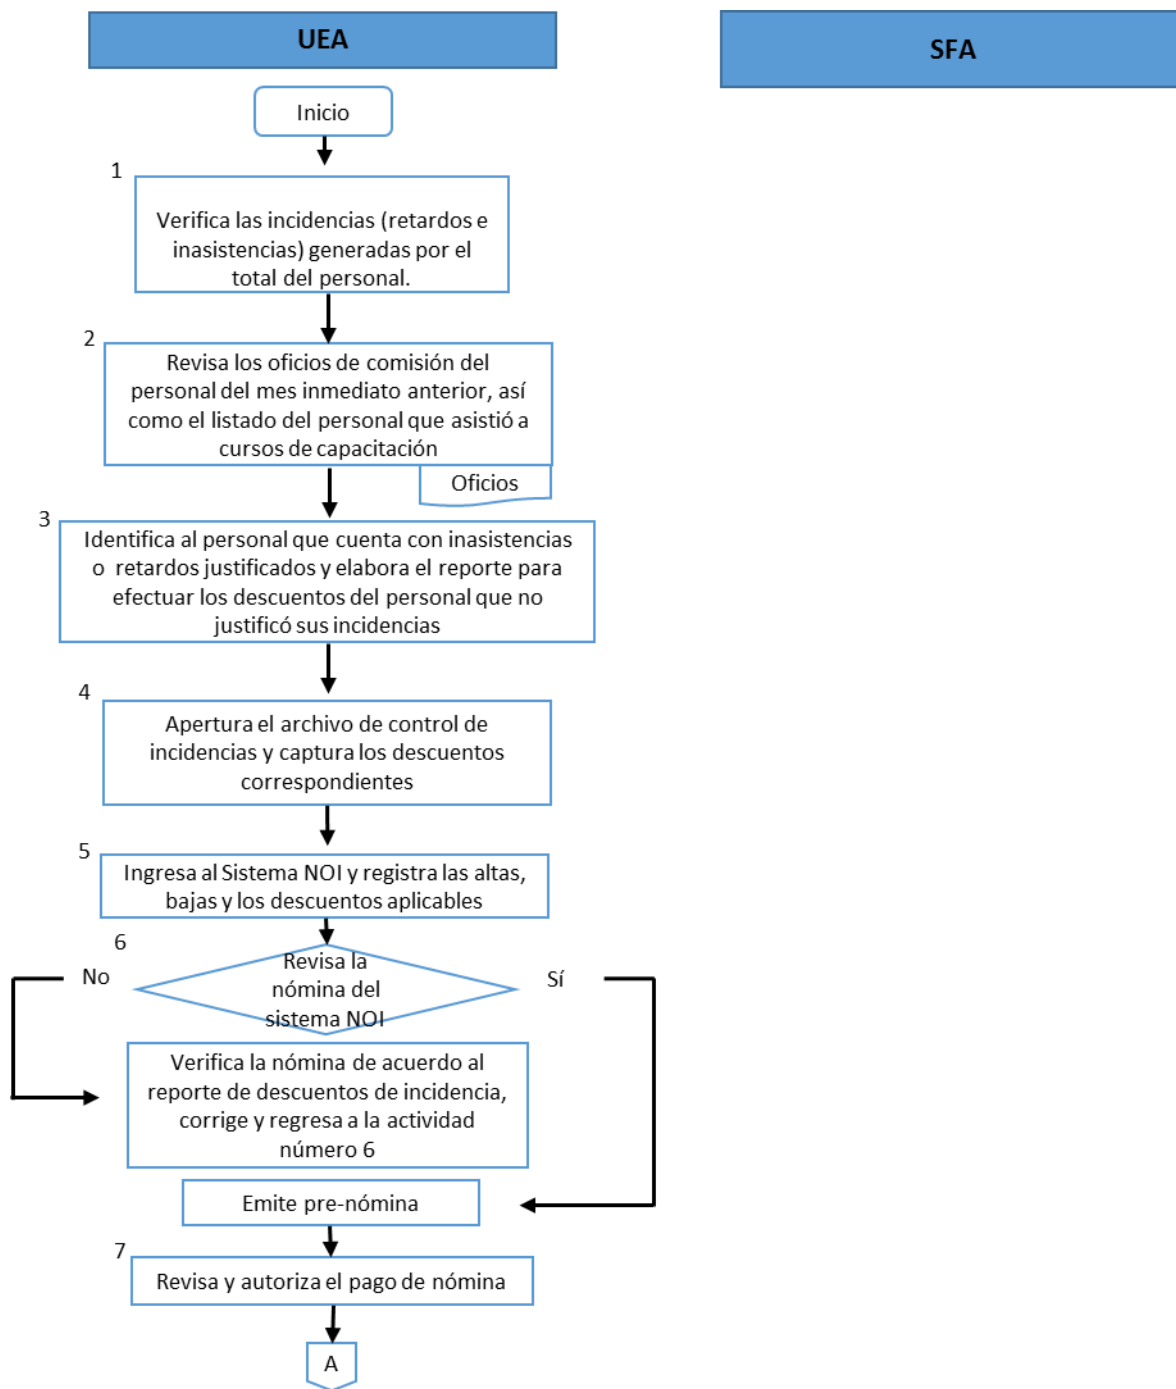 UEA
SFA
Inicio
1
Verifica las incidencias (retardos e
inasistencias) generadas por el
total del personal.
2
Revisa los oficios de comisión del
personal del mes inmediato anterior, así
como el listado del personal que asistió a
cursos de capacitación
Oficios
3
Identifica al personal que cuenta con inasistencias
o retardos justificados y elabora el reporte para
efectuar los descuentos del personal que no
justificó sus incidencias
4
Apertura el archivo de control de
incidencias y captura los descuentos
correspondientes
5
Ingresa al Sistema NOI y registra las altas,
bajas y los descuentos aplicables
6
No
Revisa la
nómina del
sistema NOI
Sí
Verifica la nómina de acuerdo al
reporte de descuentos de incidencia,
corrige y regresa a la actividad
número 6
Emite pre-nómina
7
Revisa y autoriza el pago de nómina
A